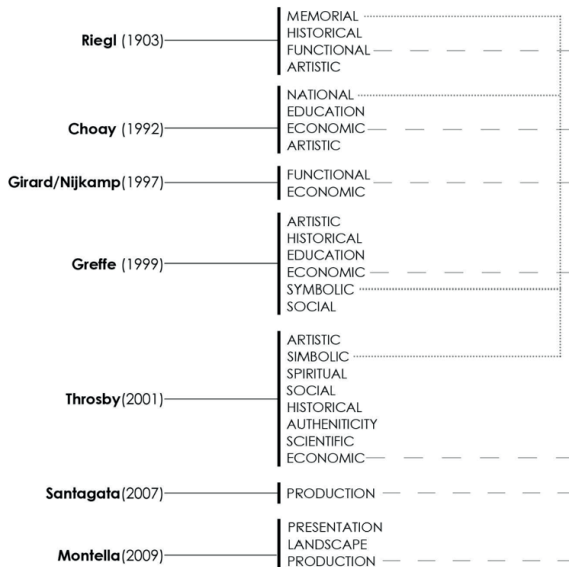 Riegl (1903)
MEMORIAL
HISTORICAL
FUNCTIONAL
ARTISTIC
Choay (1992)
NATIONAL
EDUCATION
ECONOMIC
ARTISTIC
Girard/Nijkamp(1997)
FUNCTIONAL
ECONOMIC
Greffe (1999)
ARTISTIC
HISTORICAL
EDUCATION
ECONOMIC
SYMBOLIC
SOCIAL
Throsby(2001)
ARTISTIC
SIMBOLIC
SPIRITUAL
SOCIAL
HISTORICAL
AUTHENITICITY
SCIENTIFIC
ECONOMIC
Santagata(2007)
PRODUCTION
Montella(2009)
PRESENTATION
LANDSCAPE
PRODUCTION